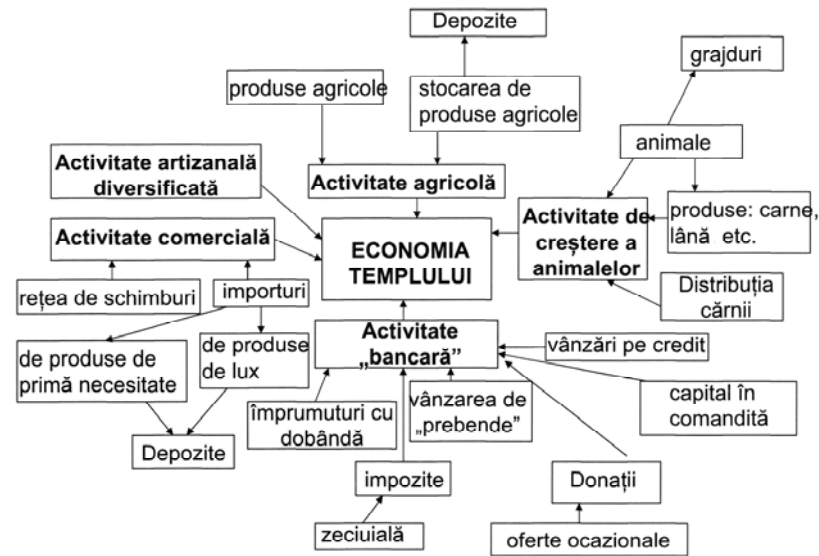 Depozite
grajduri
produse agricole
stocarea de
produse agricole
animale
Activitate artizanală
diversificată
Activitate agricolă
Activitate de
creștere a
animalelor
produse: carne,
lână etc.
Activitate comercială
ECONOMIA
TEMPLULUI
rețea de schimburi
importuri
Distribuția
cărnii
de produse de
primă necesitate
de produse
de lux
Activitate
„bancară”
vânzări pe credit
împrumuturi cu
dobândă
vânzarea de
„prebende”
capital în
comandită
Depozite
impozite
Donații
zeciuială
oferte ocazionale